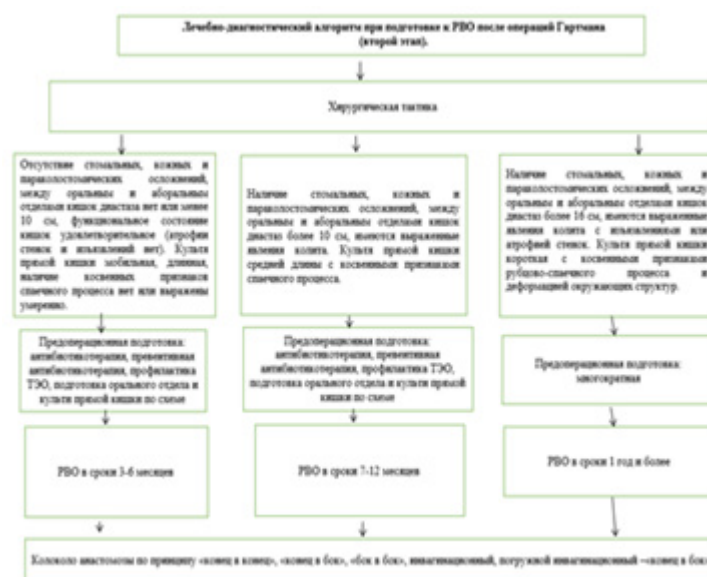 Лечебно-диагностический алгоритм при подготовке к РВО после операций Гартмана
(второй этап).
Хирургическая тактика
Отсутствие стомальных, кожных и
параколостомических осложнений,
между оральным и аборальным
отделами кишок диастаза нет или менее
10 см, функциональное состояние
кишок удовлетворительное (атрофии
стенок и изъязвлений нет). Культя
прямой кишки мобильная, длинная,
наличие косвенных признаков
спаечного процесса нет или выражены
умеренно.
Наличие стомальных, кожных и
параколостомических осложнений, между
оральным и аборальным отделами кишок
диастаз более 10 см, имеются выраженные
явления колита. Культя прямой кишки
средней длины с косвенными признаками
спаечного процесса.
Наличие стомальных, кожных и
параколостомических осложнений, между
оральным и аборальным отделами кишок
диастаз более 16 см, имеются выраженные
явления колита с изъязвлениями или
атрофией стенок. Культя прямой кишки
короткая с косвенными признаками
рубцово-спаечного процесса и
деформацией окружающих структур.
Предоперационная подготовка:
антибиотикотерапия, превентивная
антибиотикотерапия, профилактика
ТЭО, подготовка орального отдела и
культи прямой кишки по схеме
Предоперационная подготовка:
антибиотикотерапия, превентивная
антибиотикотерапия, профилактика ТЭО,
подготовка орального отдела и культи прямой
кишки по схеме
Предоперационная подготовка:
многократная
РВО в сроки 3-6 месяцев
РВО в сроки 7-12 месяцев
РВО в сроки 1 год и более
Колоколо анастомозы по принципу «конец в конец», «конец в бок», «бок в бок», инвагинационный, погружной инвагинационный –«конец в бок»